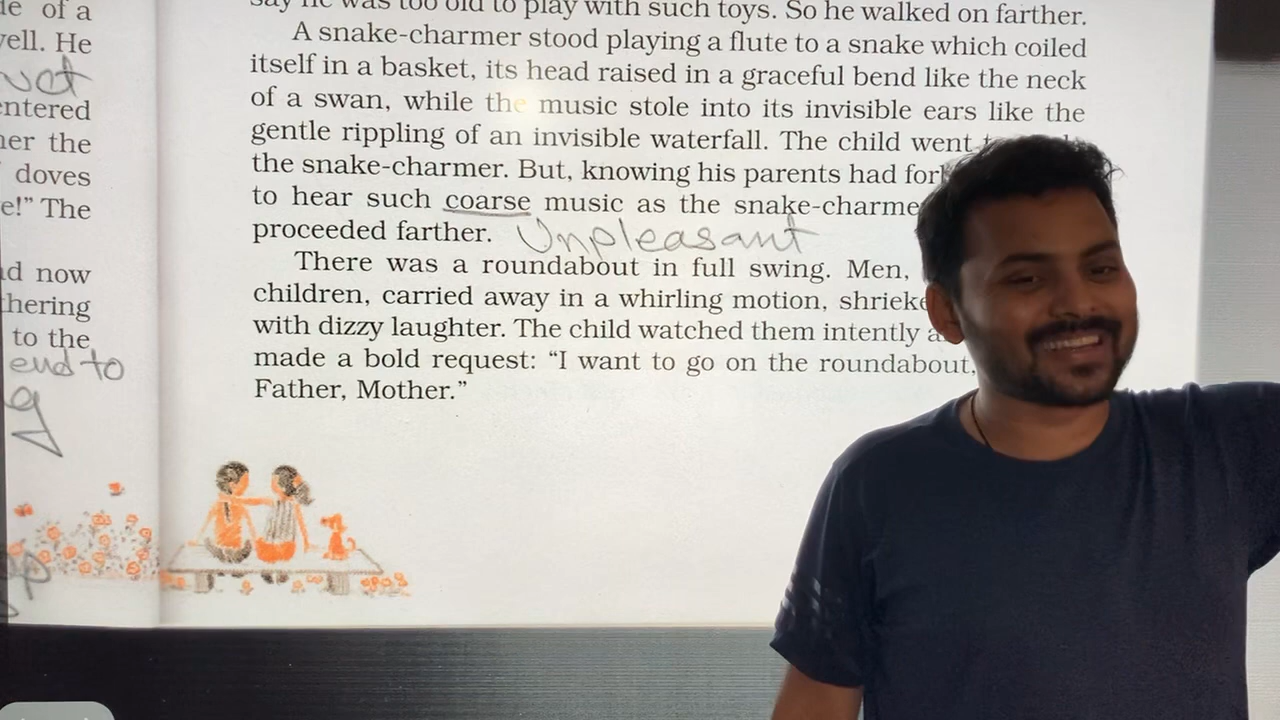 le of a
well. He
not
entered
her the
doves
e!" The
nd now
thering
to the
end to
g
say he was too old to play with such toys. So he walked on farther.
A snake-charmer stood playing a flute to a snake which coiled
itself in a basket, its head raised in a graceful bend like the neck
of a swan, while the music stole into its invisible ears like the
gentle rippling of an invisible waterfall. The child went
the snake-charmer. But, knowing his parents had for
to hear such coarse music as the snake-charme
proceeded farther. Unpleasant
There was a roundabout in full swing. Men,
children, carried away in a whirling motion, shrieke
with dizzy laughter. The child watched them intently a
made a bold request: “I want to go on the roundabout,
Father, Mother.”